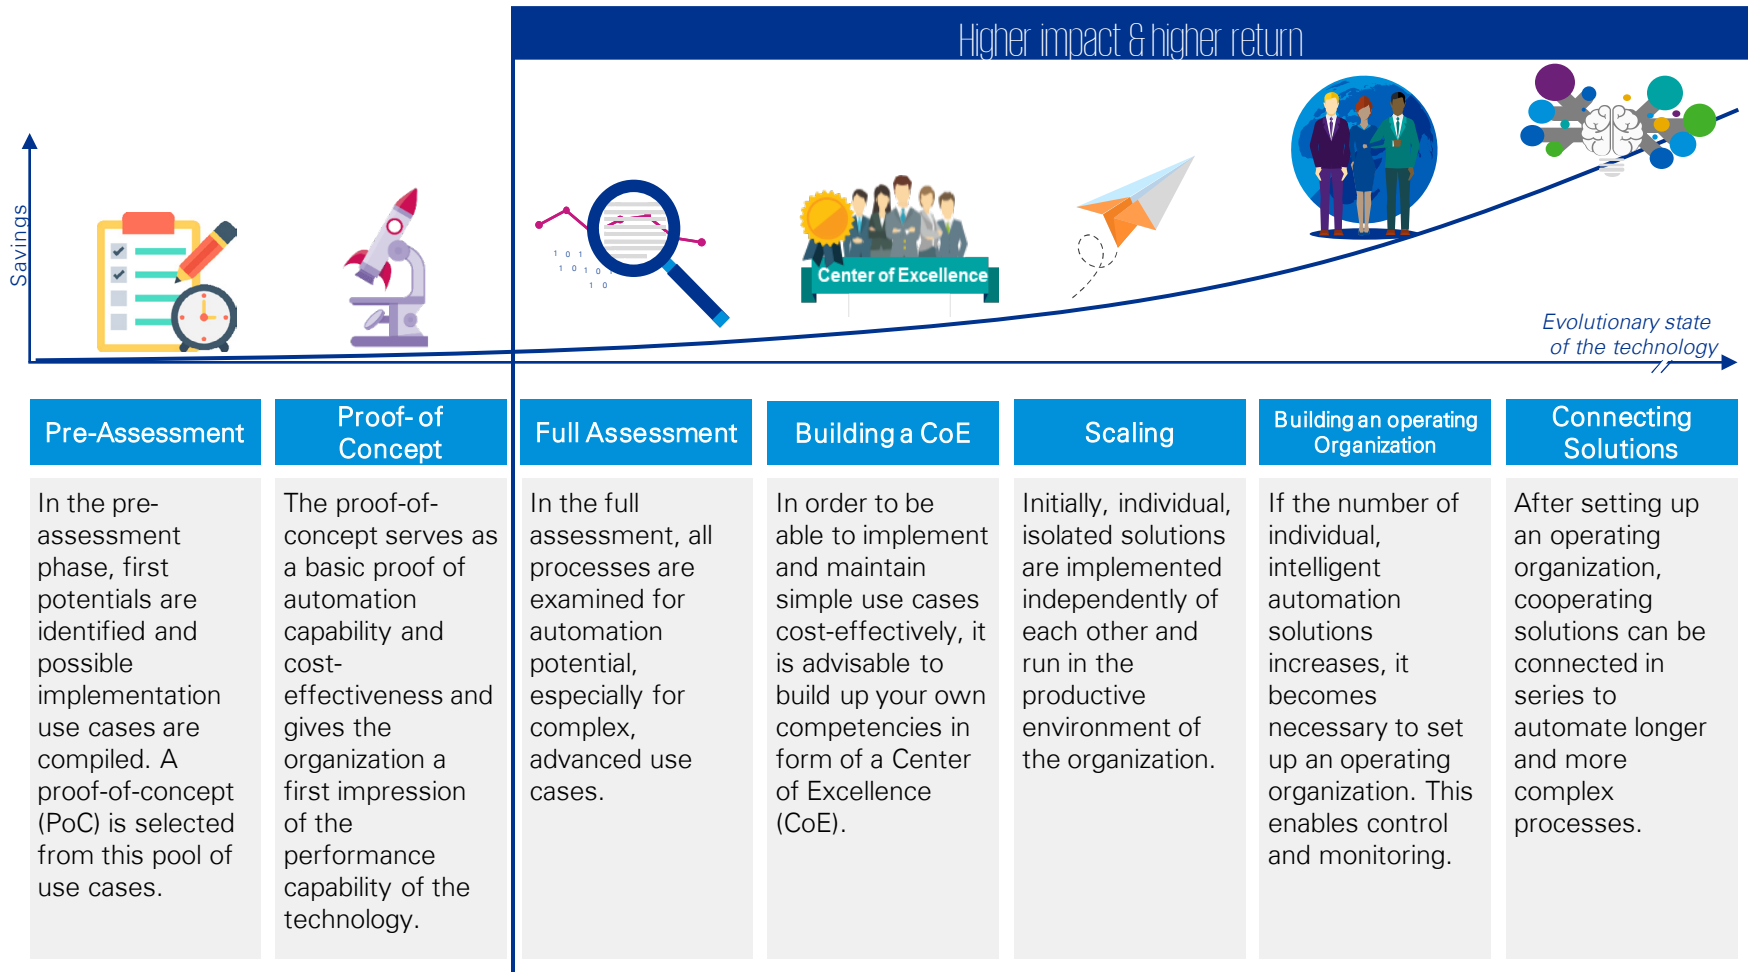 Higher impact & higher return
Savings
1 0 1
1 0 1 0 1
1 0
Center of Excellence
Evolutionary state
of the technology
Pre-Assessment
In the pre-
assessment
phase, first
potentials are
identified and
possible
implementation
use cases are
compiled. A
proof-of-concept
(PoC) is selected
from this pool of
use cases.
Proof- of
Concept
The proof-of-
concept serves as
a basic proof of
automation
capability and
cost-
effectiveness and
gives the
organization a
first impression
of the
performance
capability of the
technology.
Full Assessment
In the full
assessment, all
processes are
examined for
automation
potential,
especially for
complex,
advanced use
cases.
Building a CoE
In order to be
able to implement
and maintain
simple use cases
cost-effectively, it
is advisable to
build up your own
competencies in
form of a Center
of Excellence
(CoE).
Scaling
Initially, individual,
isolated solutions
are implemented
independently of
each other and
run in the
productive
environment of
the organization.
Building an operating
Organization
If the number of
individual,
intelligent
automation
solutions
increases, it
becomes
necessary to set
up an operating
organization. This
enables control
and monitoring.
Connecting
Solutions
After setting up
an operating
organization,
cooperating
solutions can be
connected in
series to
automate longer
and more
complex
processes.